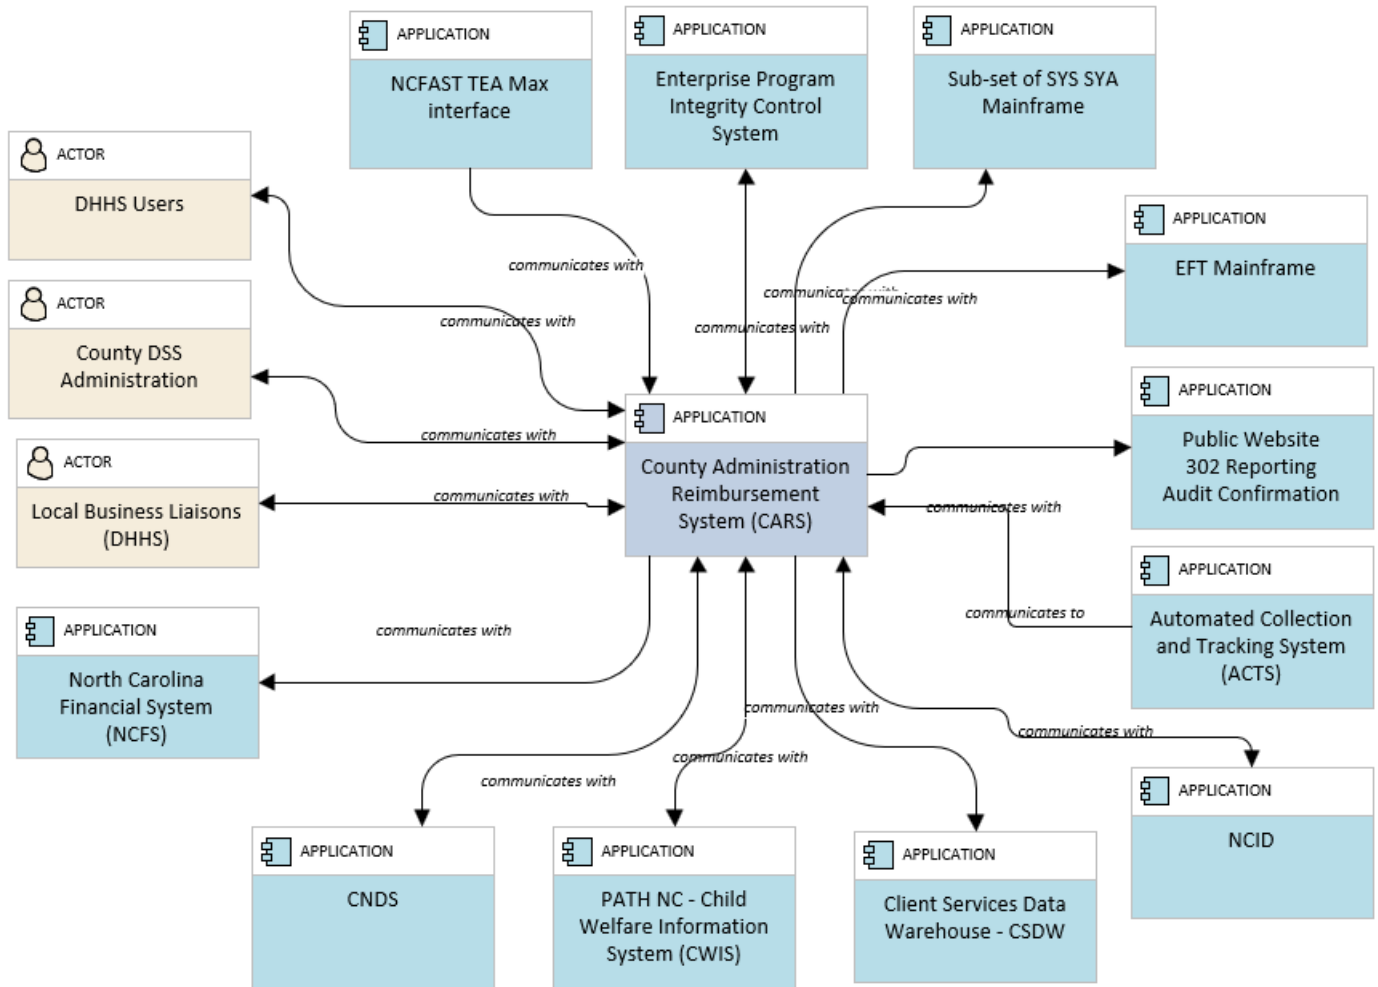 APPLICATION
NCFAST TEA Max
interface
APPLICATION
Enterprise Program
Integrity Control
System
APPLICATION
Sub-set of SYS SYA
Mainframe
ACTOR
DHHS Users
APPLICATION
EFT Mainframe
communicates with
communicates with
communicates with
communicates with
communicates with
ACTOR
County DSS
Administration
communicates with
APPLICATION
County Administration
Reimbursement
System (CARS)
APPLICATION
Public Website
302 Reporting
Audit Confirmation
ACTOR
Local Business Liaisons
(DHHS)
communicates with
communicates with
APPLICATION
Automated Collection
and Tracking System
(ACTS)
communicates to
APPLICATION
North Carolina
Financial System
(NCFS)
communicates with
communicates with
communicates with
communicates with
communicates with
APPLICATION
NCID
APPLICATION
CNDS
APPLICATION
PATH NC - Child
Welfare Information
System (CWIS)
APPLICATION
Client Services Data
Warehouse - CSDW